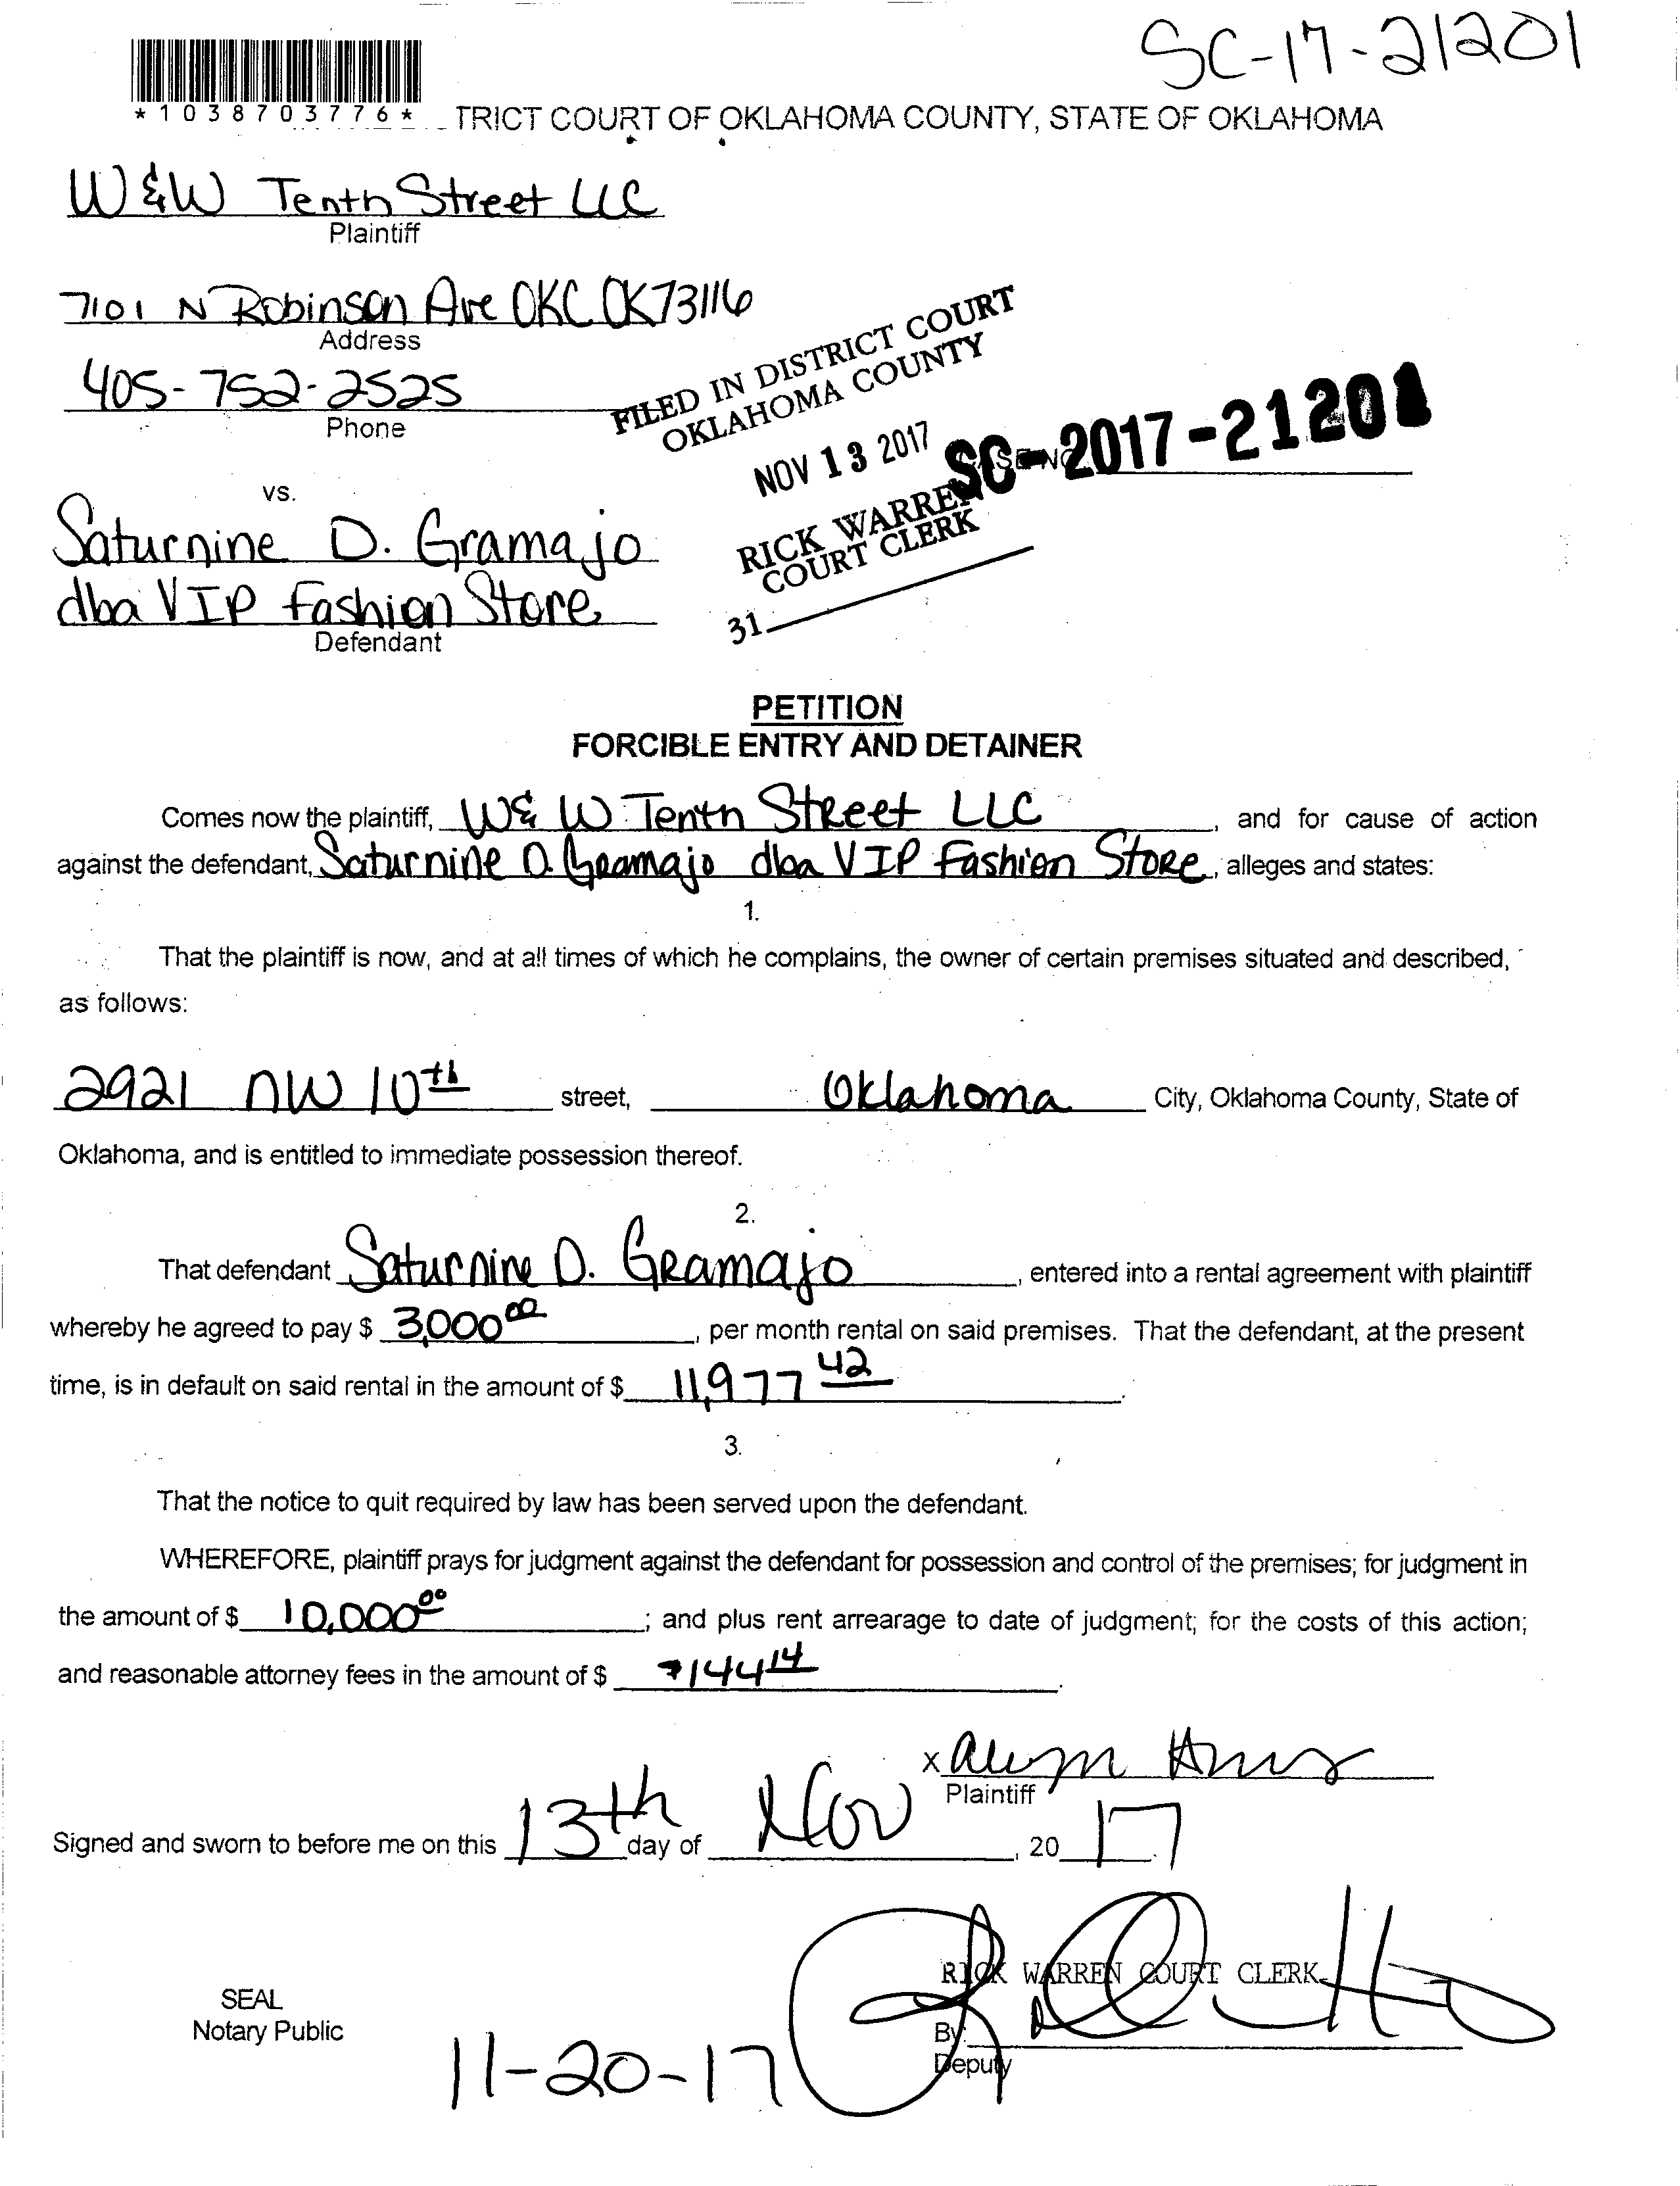 SC-17-21201
*1038703776*
TRICT COURT OF OKLAHOMA COUNTY, STATE OF OKLAHOMA
W&W Tenth Street LLC
Plaintiff
7101 N Robinson Ave OKC OK 73116
Address
405-752-2525
Phone
FILED IN DISTRICT COURT
OKLAHOMA COUNTY
NOV 13 2017
RICK WARREN
COURT CLERK
31
SC-2017-21201
vs.
Saturnine D. Gramajo
dba VIP Fashion Store
Defendant
PETITION
FORCIBLE ENTRY AND DETAINER
Comes now the plaintiff, W& W Tenth Street LLC, and for cause of action
against the defendant, Saturnine D. Gramajo dba VIP Fashion Store, alleges and states:
1.
That the plaintiff is now, and at all times of which he complains, the owner of certain premises situated and described,
as follows:
2921 NW 10th street, Oklahoma City, Oklahoma County, State of
Oklahoma, and is entitled to immediate possession thereof.
2.
That defendant Saturnine D. Gramajo, entered into a rental agreement with plaintiff
whereby he agreed to pay $ 3,000 00, per month rental on said premises. That the defendant, at the present
time, is in default on said rental in the amount of $ 11,977 42.
3.
That the notice to quit required by law has been served upon the defendant.
WHEREFORE, plaintiff prays for judgment against the defendant for possession and control of the premises; for judgment in
the amount of $ 10,000 00; and plus rent arrearage to date of judgment; for the costs of this action;
and reasonable attorney fees in the amount of $ 144 14.
x
Plaintiff
Signed and sworn to before me on this 13th day of Nov, 20 17
RICK WARREN COURT CLERK
SEAL
Notary Public
By:
Deputy
11-20-17